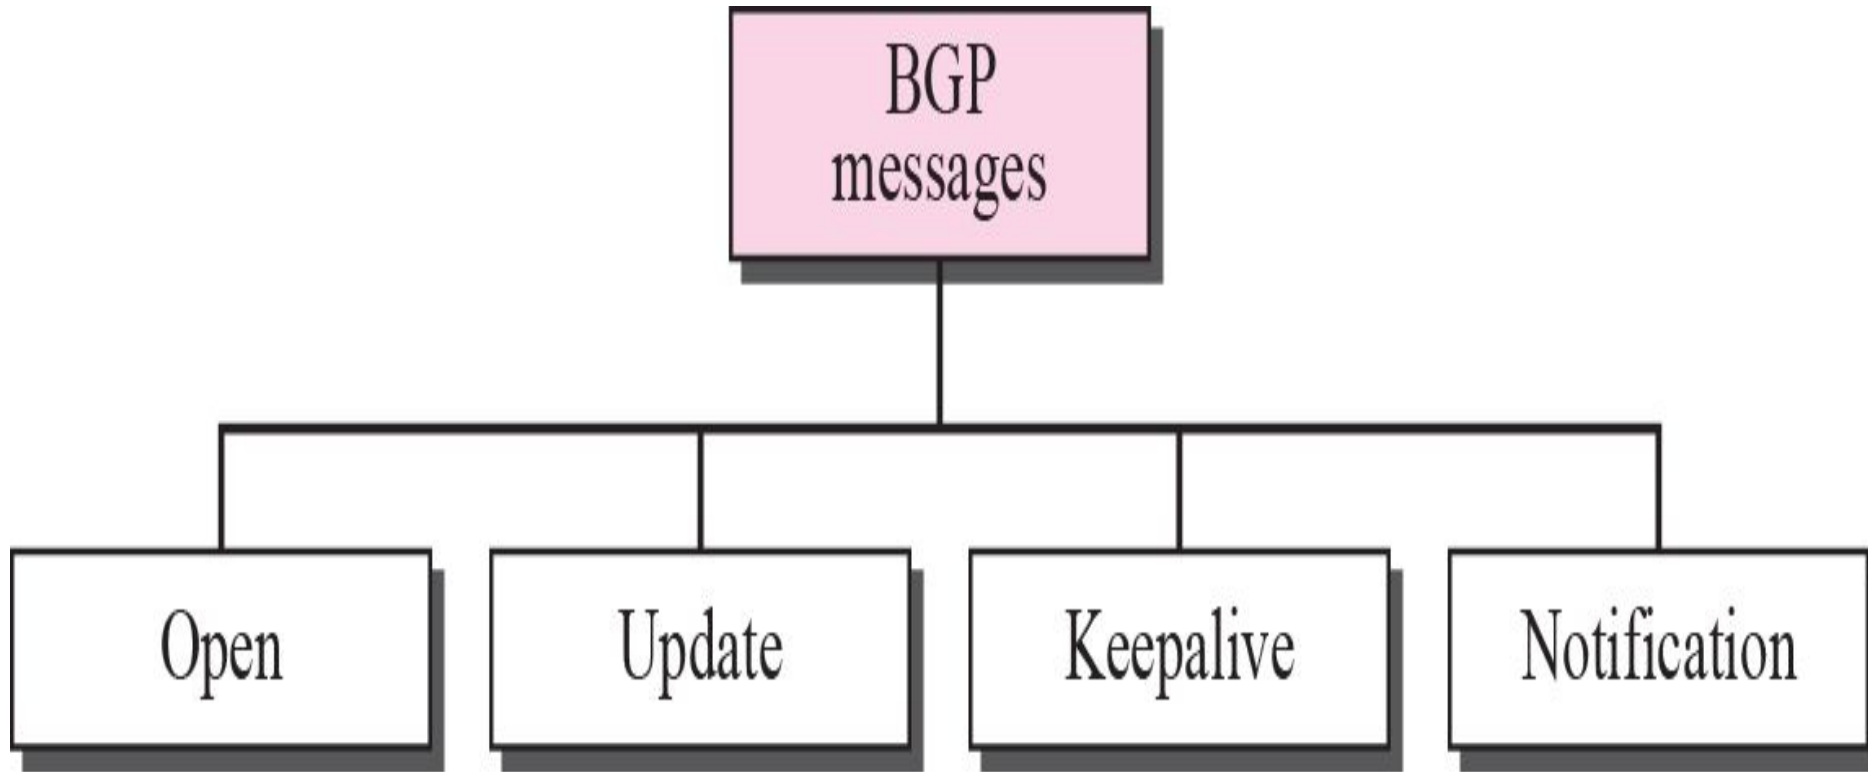 BGP
messages
Open
Update
Keepalive
Notification